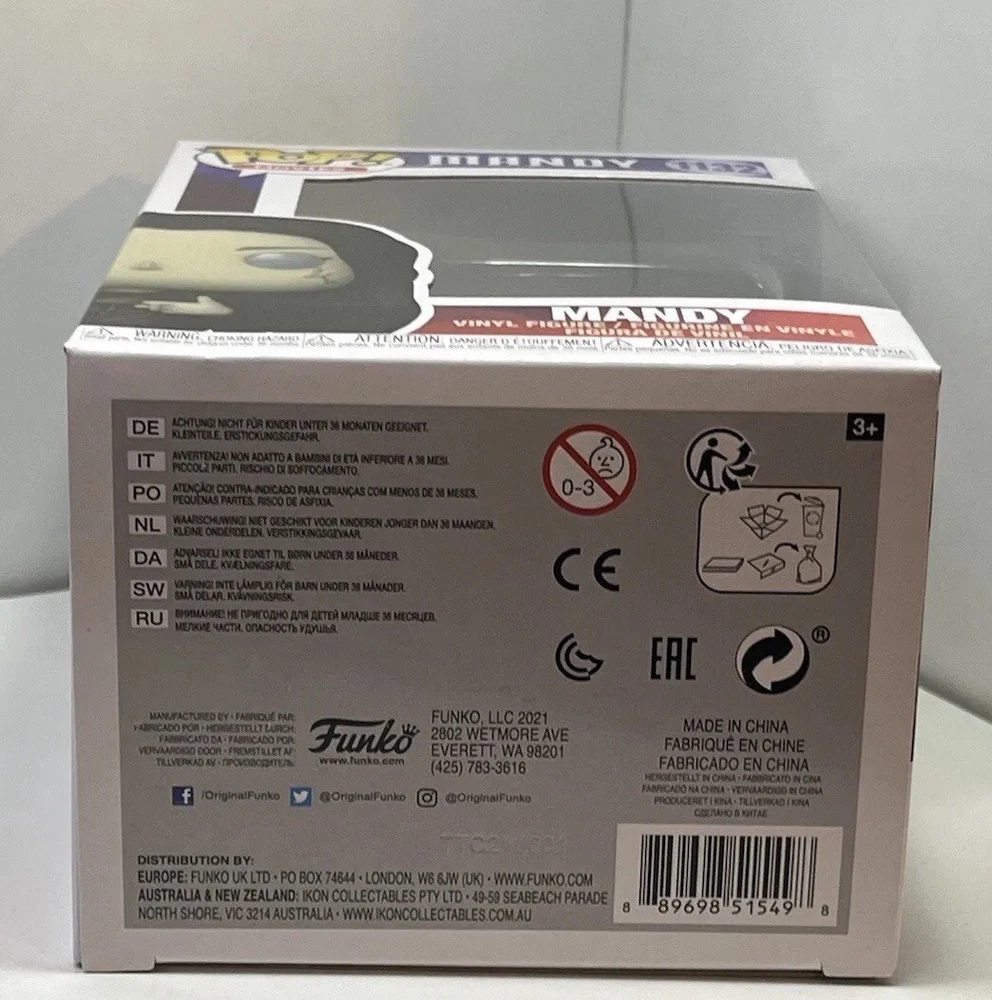 POP!
MOVIES
MANDY
1132
MANDY
VINYL FIGURE / FIGURINE EN VINYLE
FIGURA DE VINIL
WARNING: CHOKING HAZARD
ATTENTION: DANGER D'ÉTOUFFEMENT
ADVERTENCIA: PELIGRO DE ASFIXIA
3+
DE ACHTUNG! NICHT FÜR KINDER UNTER 36 MONATEN GEEIGNET.
KLEINTEILE. ERSTICKUNGSGEFAHR.
IT AVVERTENZA! NON ADATTO A BAMBINI DI ETÀ INFERIORE A 36 MESI.
PICCOLE PARTI. RISCHIO DI SOFFOCAMENTO.
PO ATENÇÃO! CONTRA-INDICADO PARA CRIANÇAS COM MENOS DE 36 MESES.
PEQUENAS PARTES, RISCO DE ASFIXIA.
NL WAARSCHUWING! NIET GESCHIKT VOOR KINDEREN JONGER DAN 36 MAANDEN.
KLEINE ONDERDELEN. VERSTIKKINGSGEVAAR.
DA ADVARSEL! IKKE EGNET TIL BØRN UNDER 36 MÅNEDER.
SMÅ DELE. KVÆLNINGSFARE.
SW VARNING! INTE LÄMPLIG FÖR BARN UNDER 36 MÅNADER.
SMÅ DELAR. KVÄVNINGSRISK.
RU ВНИМАНИЕ! НЕ ПРИГОДНО ДЛЯ ДЕТЕЙ МЛАДШЕ 36 МЕСЯЦЕВ.
МЕЛКИЕ ЧАСТИ. ОПАСНОСТЬ УДУШЬЯ.
0-3
CE
EAC
®
MANUFACTURED BY • FABRIQUÉ PAR:
FABRICADO POR • HERGESTELLT DURCH:
FABBRICATO DA • FABRICADO POR:
VERVAARDIGD DOOR • FREMSTILLET AF
TILLVERKAD AV • ПРОИЗВОДИТЕЛЬ:
Funko
www.funko.com
FUNKO, LLC 2021
2802 WETMORE AVE
EVERETT, WA 98201
(425) 783-3616
/OriginalFunko @OriginalFunko @OriginalFunko
MADE IN CHINA
FABRIQUÉ EN CHINE
FABRICADO EN CHINA
HERGESTELLT IN CHINA • FABBRICATO IN CINA
FABRICADO NA CHINA • VERVAARDIGD IN CHINA
PRODUCERET I KINA • TILLVERKAD I KINA
СДЕЛАНО В КИТАЕ
DISTRIBUTION BY:
EUROPE: FUNKO UK LTD • PO BOX 74644 • LONDON, W6 6JW (UK) • WWW.FUNKO.COM
AUSTRALIA & NEW ZEALAND: IKON COLLECTABLES PTY LTD • 49-59 SEABEACH PARADE
NORTH SHORE, VIC 3214 AUSTRALIA • WWW.IKONCOLLECTABLES.COM.AU
8 89698 51549 8